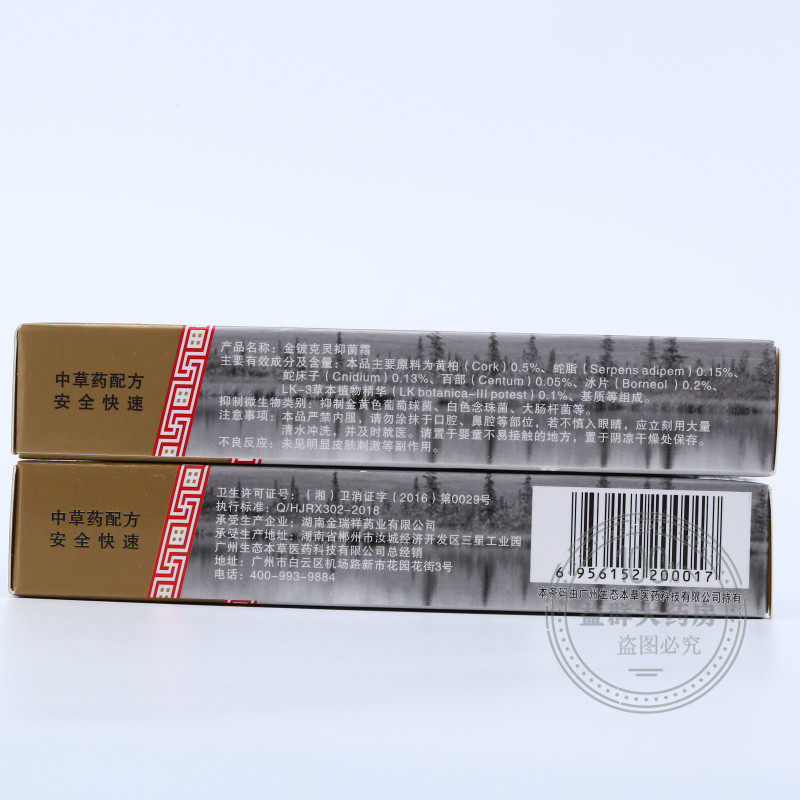 中草药配方
安全快速
产品名称：金铍克灵抑菌霜
主要有效成分及含量：本品主要原料为黄柏（Cork）0.5%、蛇脂（Serpens adipem）0.15%、
蛇床子（Cnidium）0.13%、百部（Centum）0.05%、冰片（Borneol）0.2%、
LK-3草本植物精华（LK botanica-III potest）0.1%、基质等组成。
抑制微生物类别：抑制金黄色葡萄球菌、白色念珠菌、大肠杆菌等。
注意事项：本品严禁内服，请勿涂抹于口腔、鼻腔等部位，若不慎入眼睛，应立刻用大量
清水冲洗，并及时就医。请置于婴童不易接触的地方，置于阴凉干燥处保存。
不良反应：未见明显皮肤刺激等副作用。
中草药配方
安全快速
卫生许可证号：（湘）卫消证字（2016）第0029号
执行标准：Q/HJRX302-2018
承受生产企业：湖南金瑞祥药业有限公司
承受生产地址：湖南省郴州市汝城经济开发区三星工业园
广州生态本草医药科技有限公司总经销
地址：广州市白云区机场路新市花园花街3号
电话：400-993-9884
6 956152 200017
本条码由广州生态本草医药科技有限公司持有
益群大药房
盗图必究